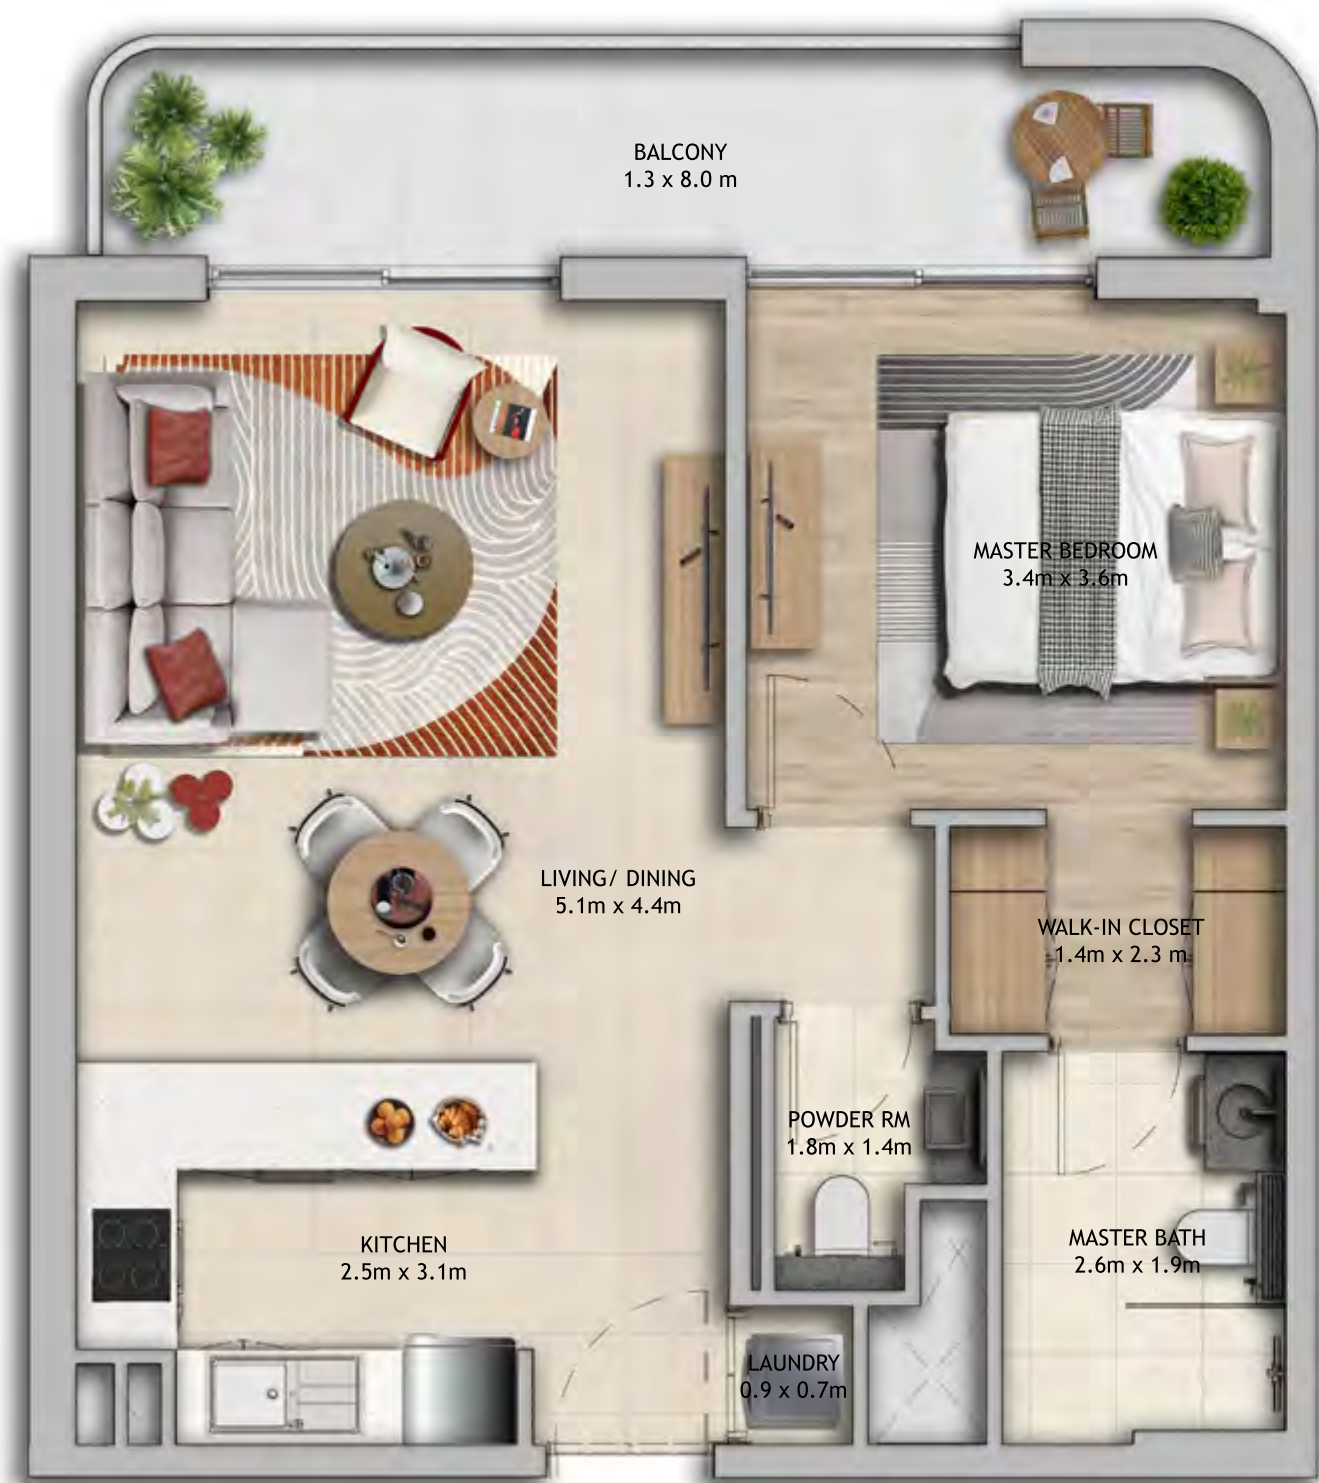 BALCONY
1.3 x 8.0 m
MASTER BEDROOM
3.4m x 3.6m
LIVING/ DINING
5.1m x 4.4m
WALK-IN CLOSET
1.4m x 2.3 m
POWDER RM
1.8m x 1.4m
KITCHEN
2.5m x 3.1m
MASTER BATH
2.6m x 1.9m
LAUNDRY
0.9 x 0.7m